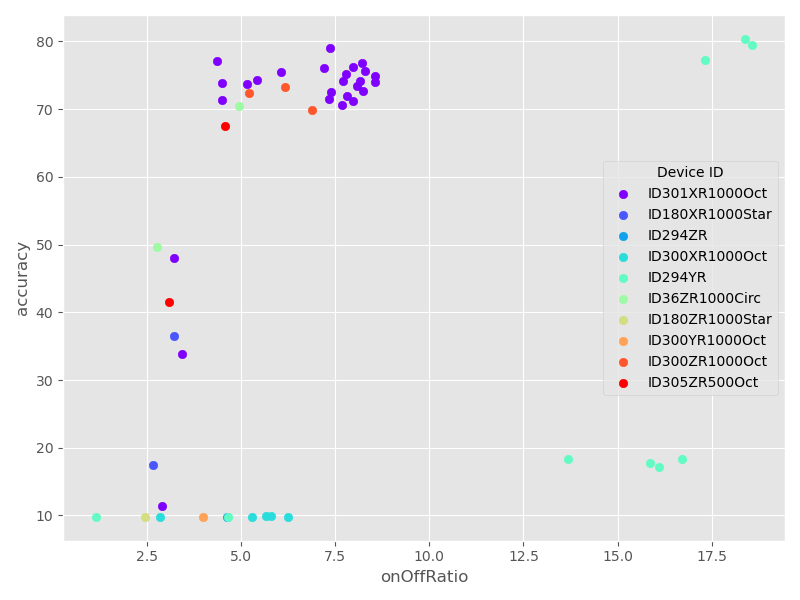 80
70
60
50
40
30
20
10
accuracy
2.5
5.0
7.5
10.0
12.5
15.0
17.5
onOffRatio
Device ID
ID301XR1000Oct
ID180XR1000Star
ID294ZR
ID300XR1000Oct
ID294YR
ID36ZR1000Circ
ID180ZR1000Star
ID300YR1000Oct
ID300ZR1000Oct
ID305ZR500Oct